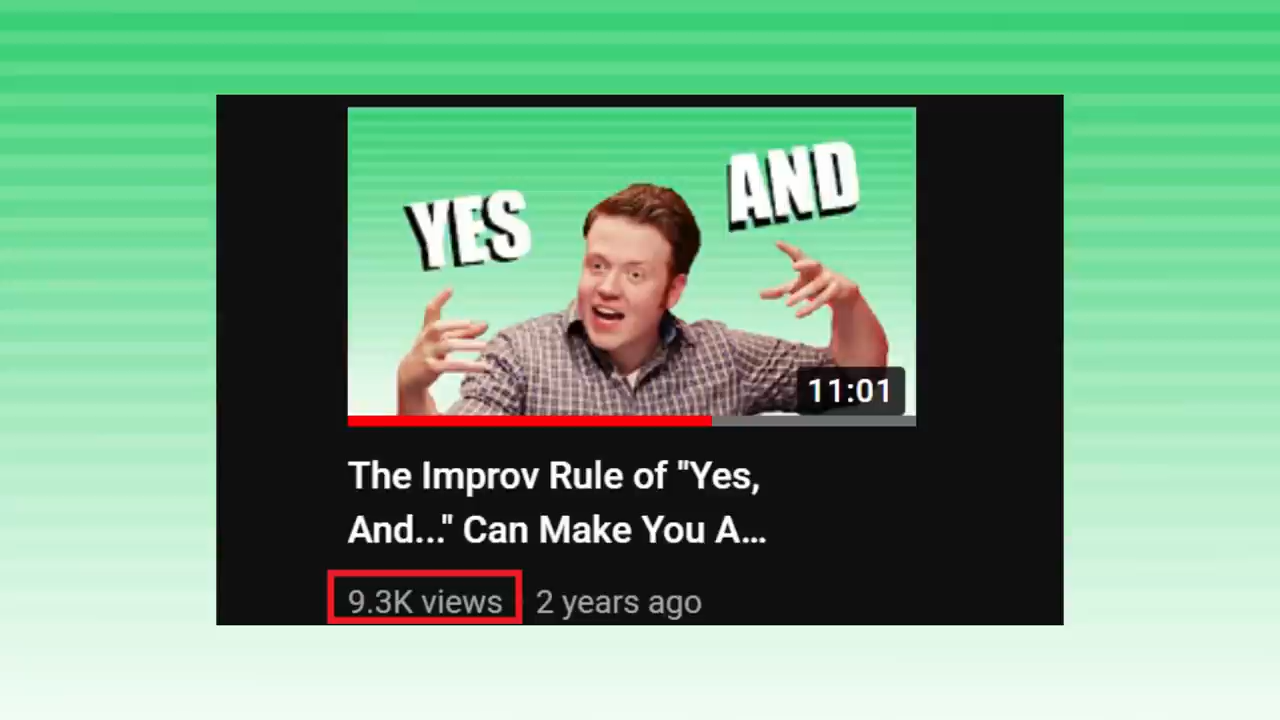 YES
AND
11:01
The Improv Rule of "Yes,
And..." Can Make You A...
9.3K views 2 years ago